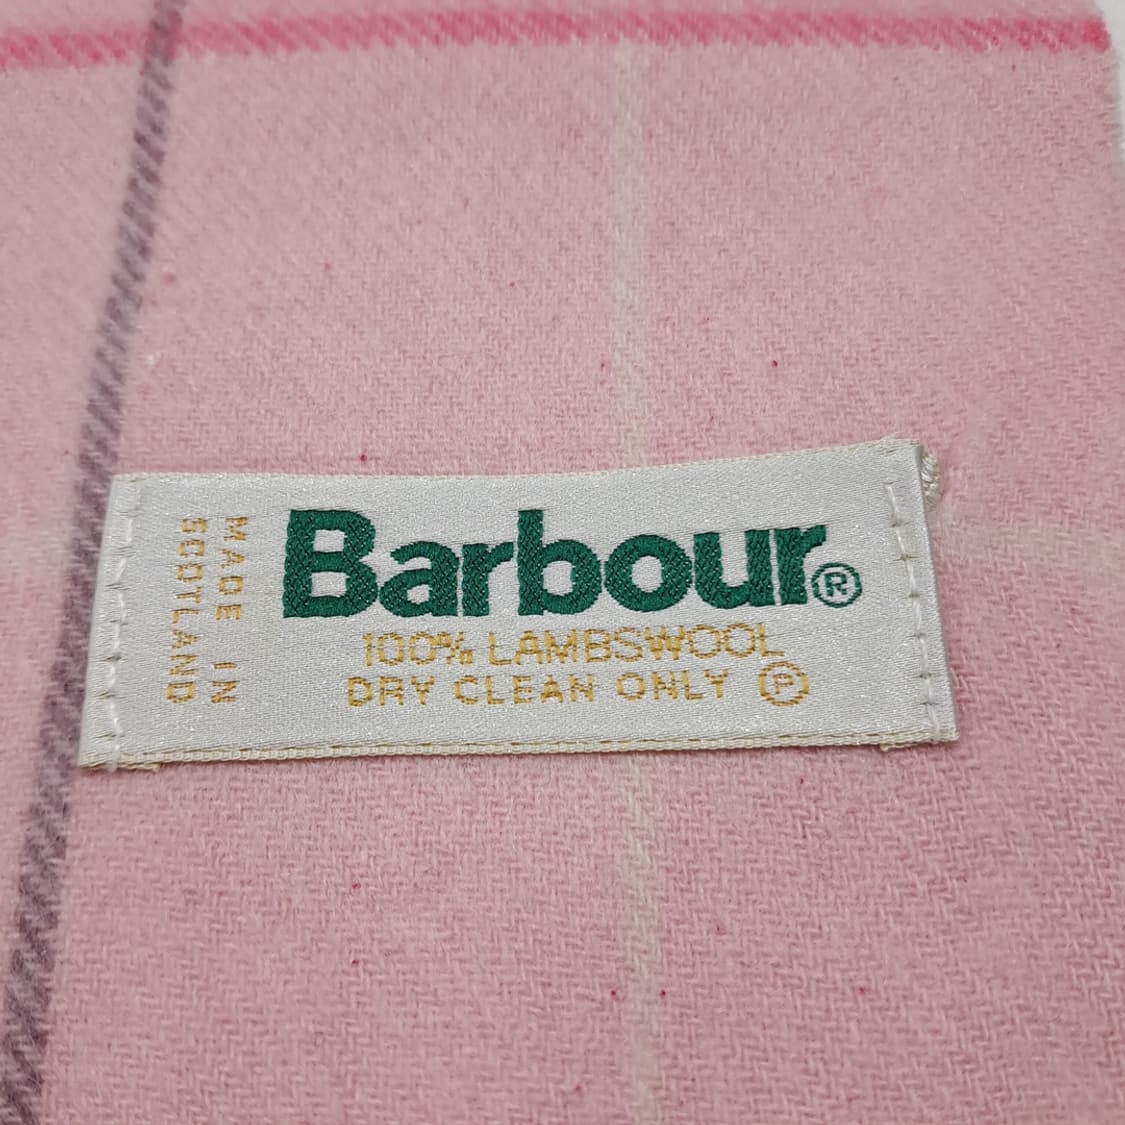 Barbour®
100% LAMBSWOOL
DRY CLEAN ONLY Ⓟ
MADE IN
SCOTLAND